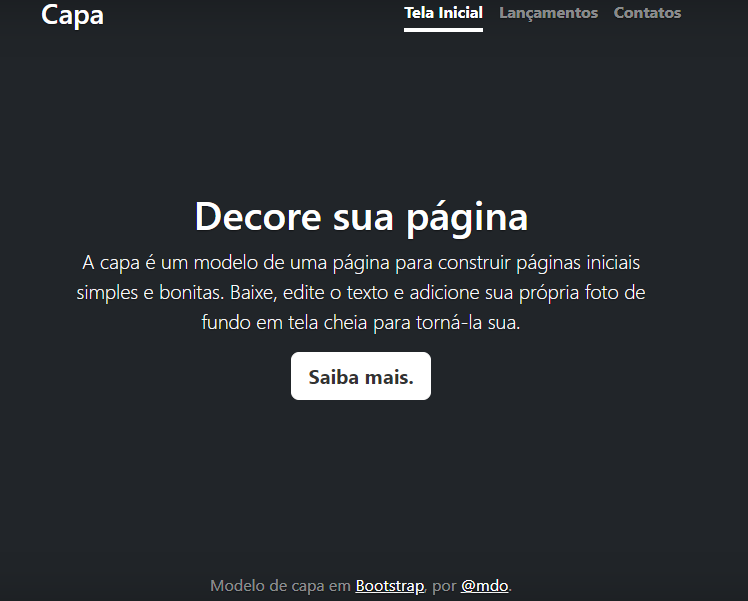 Capa
Tela Inicial Lançamentos Contatos
Decore sua página
A capa é um modelo de uma página para construir páginas iniciais
simples e bonitas. Baixe, edite o texto e adicione sua própria foto de
fundo em tela cheia para torná-la sua.
Saiba mais.
Modelo de capa em Bootstrap, por @mdo.